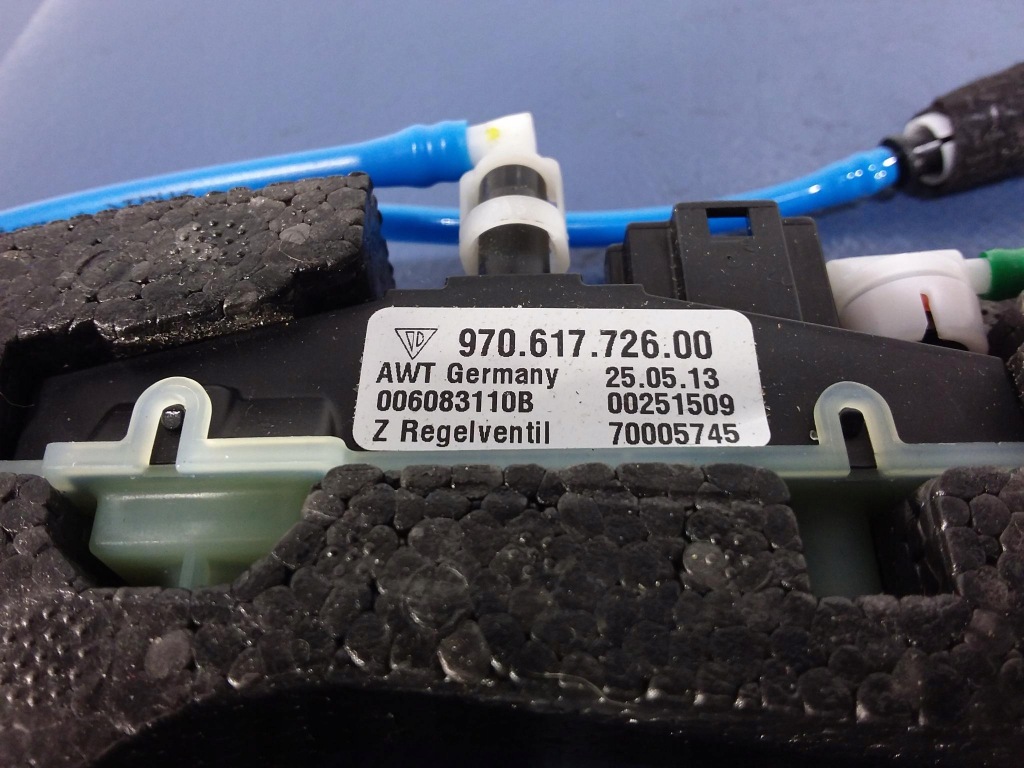 970.617.726.00
AWT Germany 25.05.13
006083110B 00251509
Z Regelventil 70005745